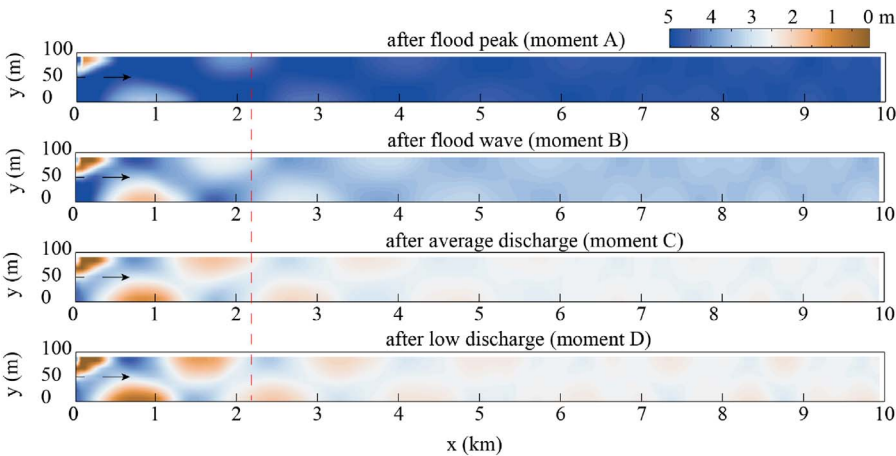 5 4 3 2 1 0 m
after flood peak (moment A)
y (m)
100
50
0
0 1 2 3 4 5 6 7 8 9 10
after flood wave (moment B)
y (m)
100
50
0
0 1 2 3 4 5 6 7 8 9 10
after average discharge (moment C)
y (m)
100
50
0
0 1 2 3 4 5 6 7 8 9 10
after low discharge (moment D)
y (m)
100
50
0
0 1 2 3 4 5 6 7 8 9 10
x (km)